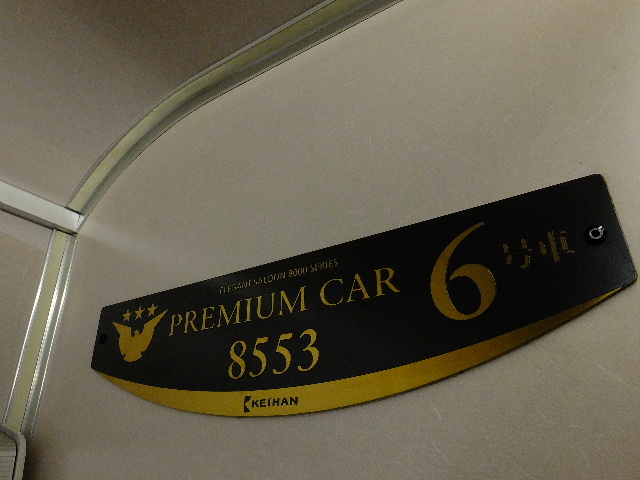 ELEGANT SALOON 8000 SERIES
PREMIUM CAR 6号車
8553
KEIHAN